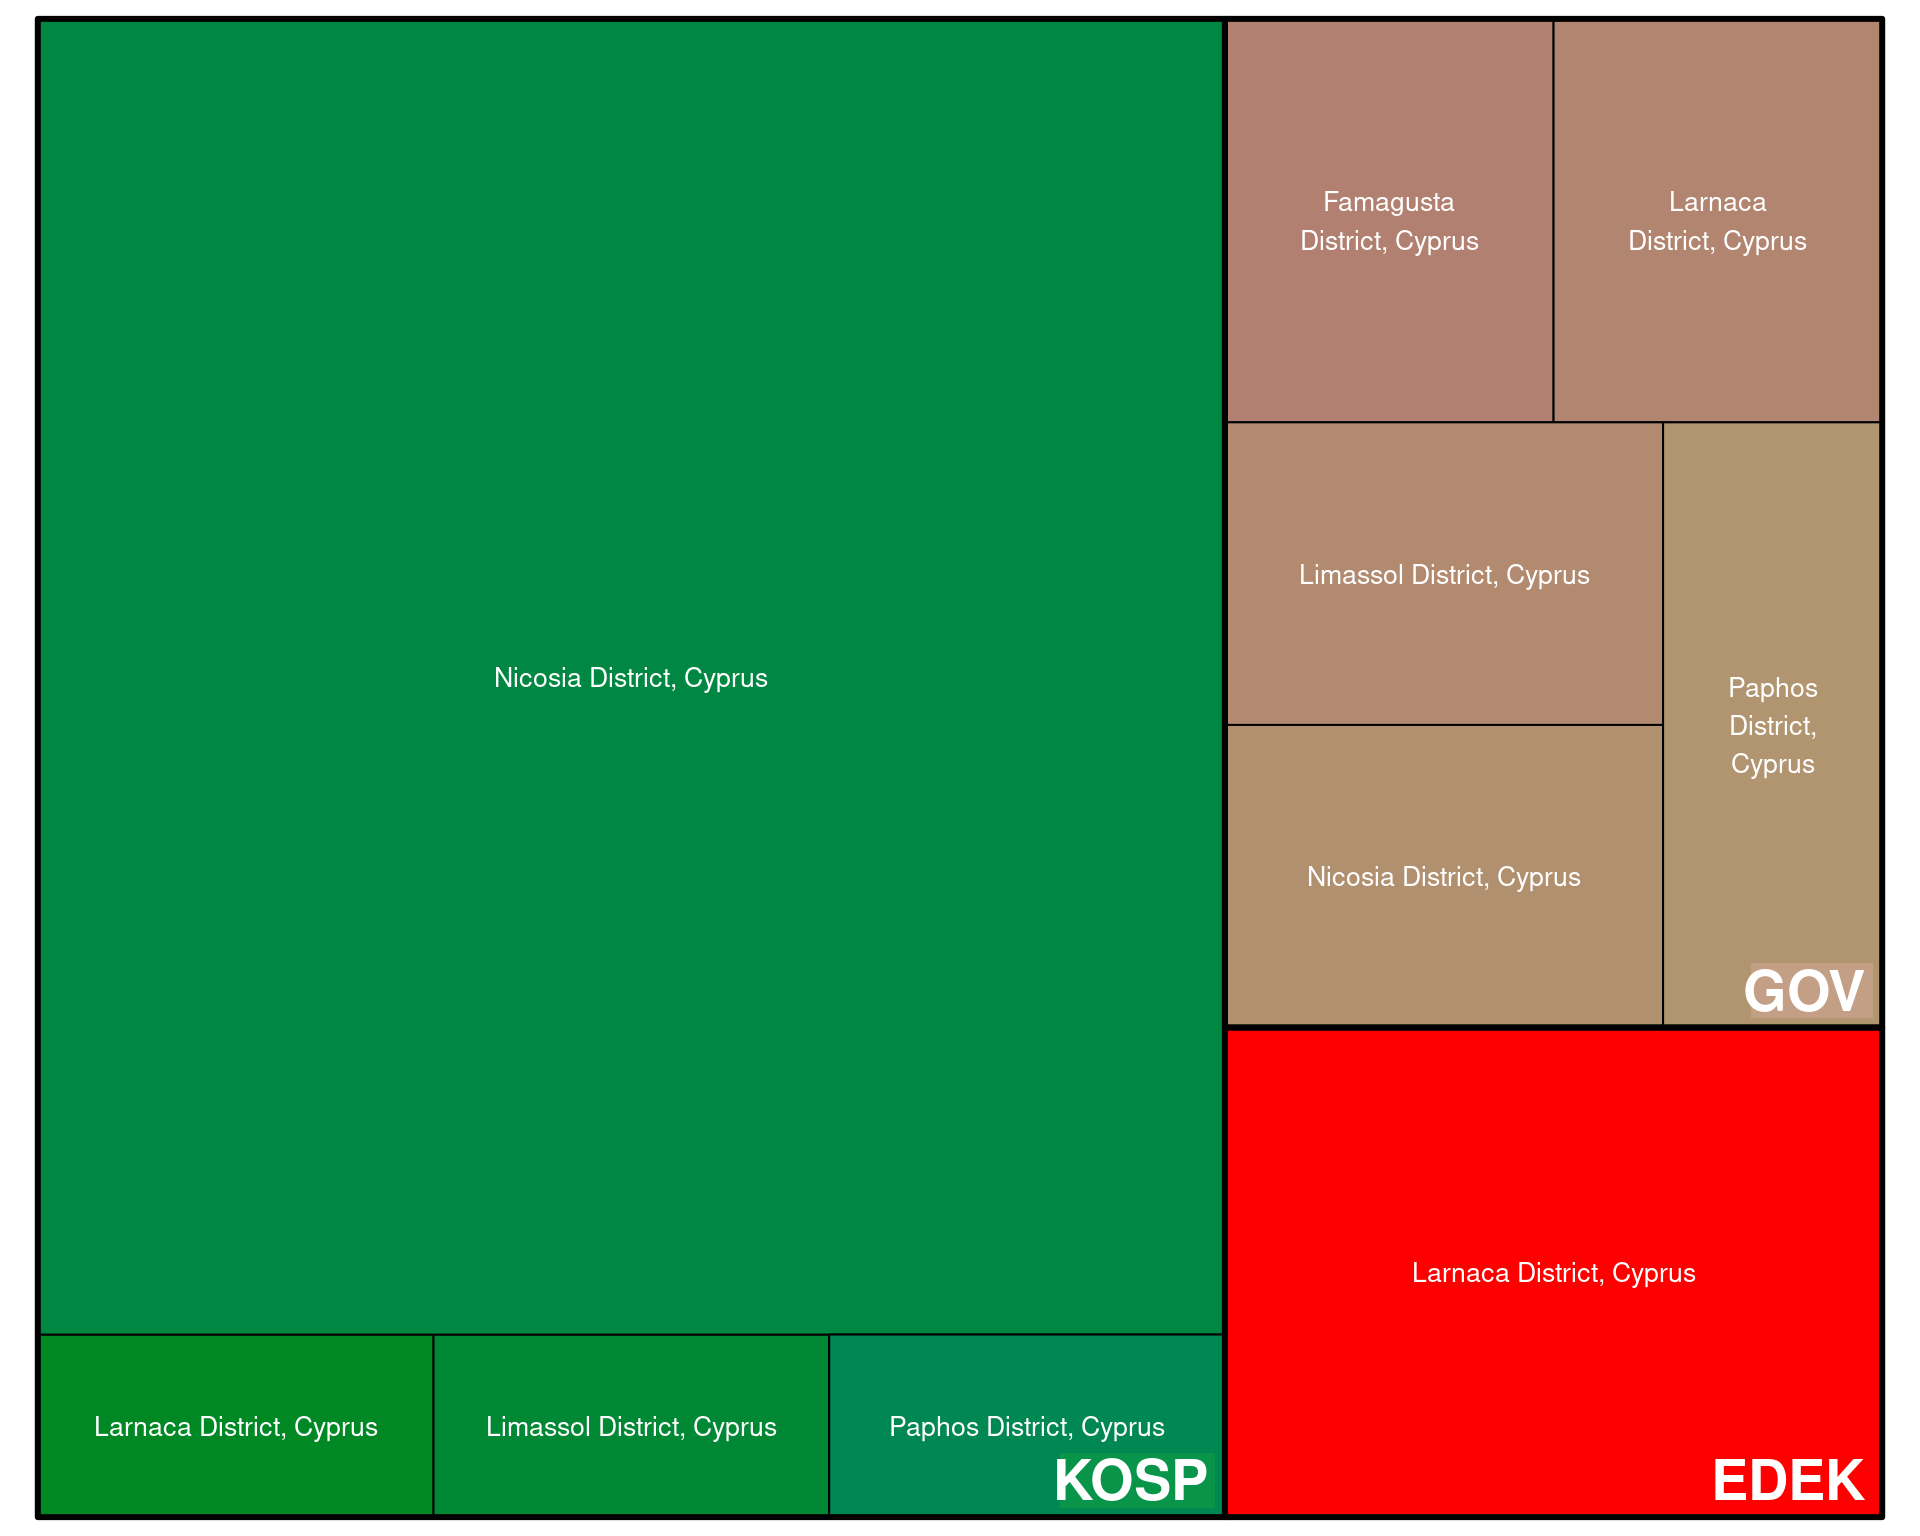 Nicosia District, Cyprus
Larnaca District, Cyprus
Limassol District, Cyprus
Paphos District, Cyprus
KOSP
Famagusta
District, Cyprus
Larnaca
District, Cyprus
Limassol District, Cyprus
Nicosia District, Cyprus
Paphos
District,
Cyprus
GOV
Larnaca District, Cyprus
EDEK